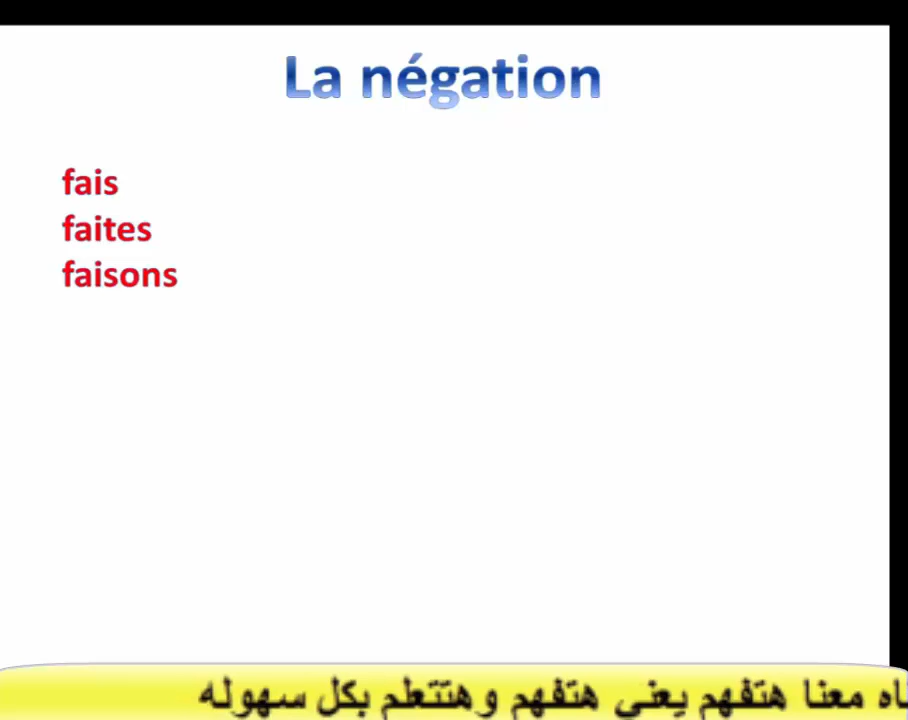 La négation
fais
faites
faisons
معنا هتفهم يعنى هتفهم وهتتعلم بكل سهوله